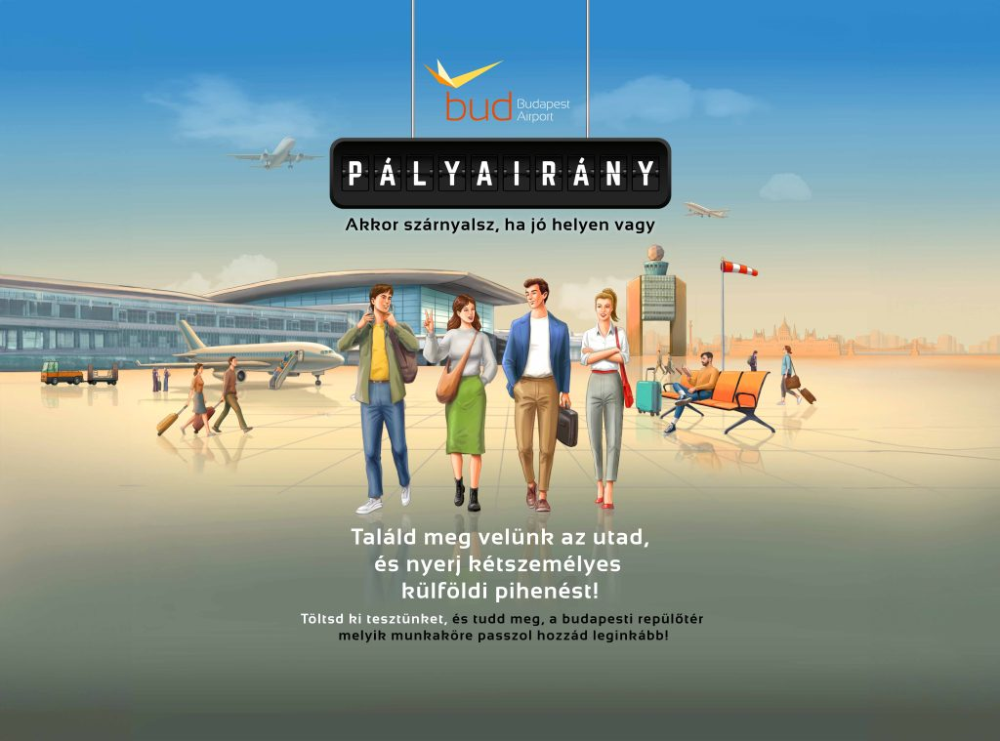 bud Budapest
Airport
PÁLYAIRÁNY
Akkor szárnyalsz, ha jó helyen vagy
Találd meg velünk az utad,
és nyerj kétszemélyes
külföldi pihenést!
Töltsd ki tesztünket, és tudd meg, a budapesti repülőtér
melyik munkaköre passzol hozzád leginkább!